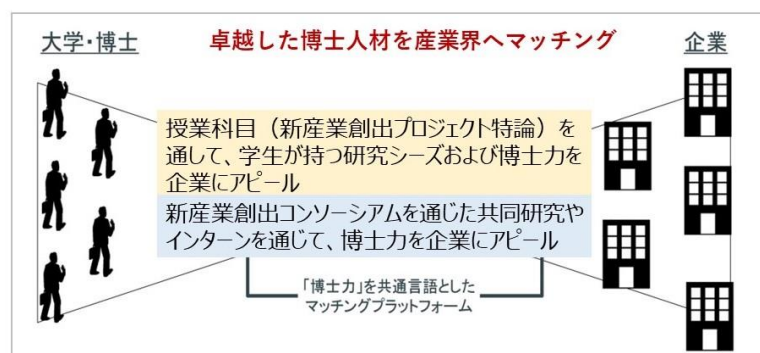 大学・博士
卓越した博士人材を産業界へマッチング
企業
授業科目（新産業創出プロジェクト特論）を
通して、学生が持つ研究シーズおよび博士力を
企業にアピール
新産業創出コンソーシアムを通じた共同研究や
インターンを通じて、博士力を企業にアピール
「博士力」を共通言語とした
マッチングプラットフォーム